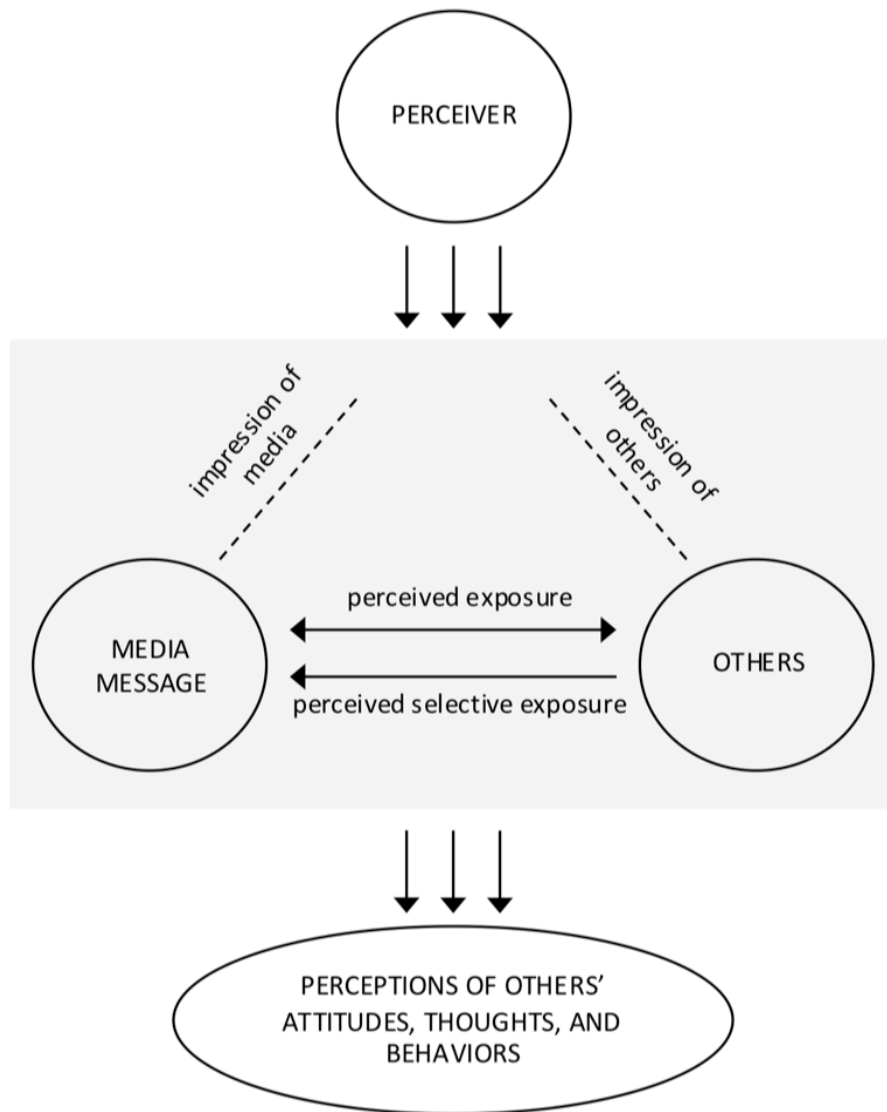 PERCEIVER
impression of
media
impression of
others
perceived exposure
MEDIA
MESSAGE
OTHERS
perceived selective exposure
PERCEPTIONS OF OTHERS’
ATTITUDES, THOUGHTS, AND
BEHAVIORS